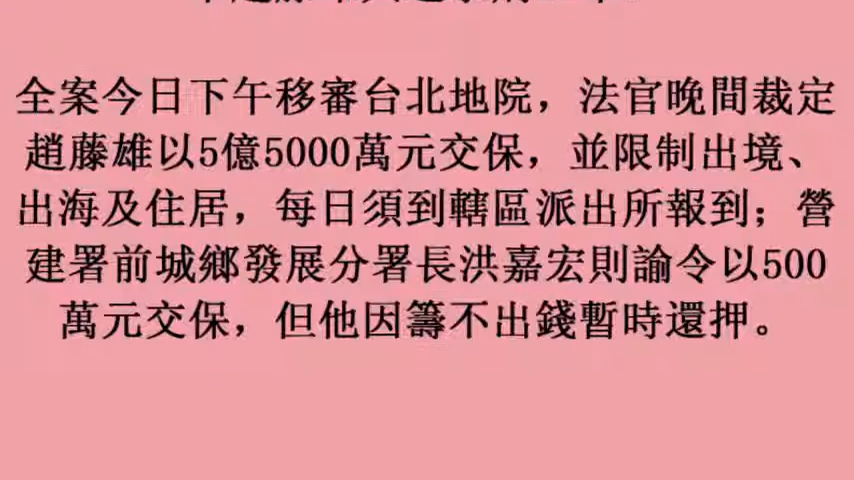 全案今日下午移審台北地院，法官晚間裁定
趙藤雄以5億5000萬元交保，並限制出境、
出海及住居，每日須到轄區派出所報到；營
建署前城鄉發展分署長洪嘉宏則諭令以500
萬元交保，但他因籌不出錢暫時還押。